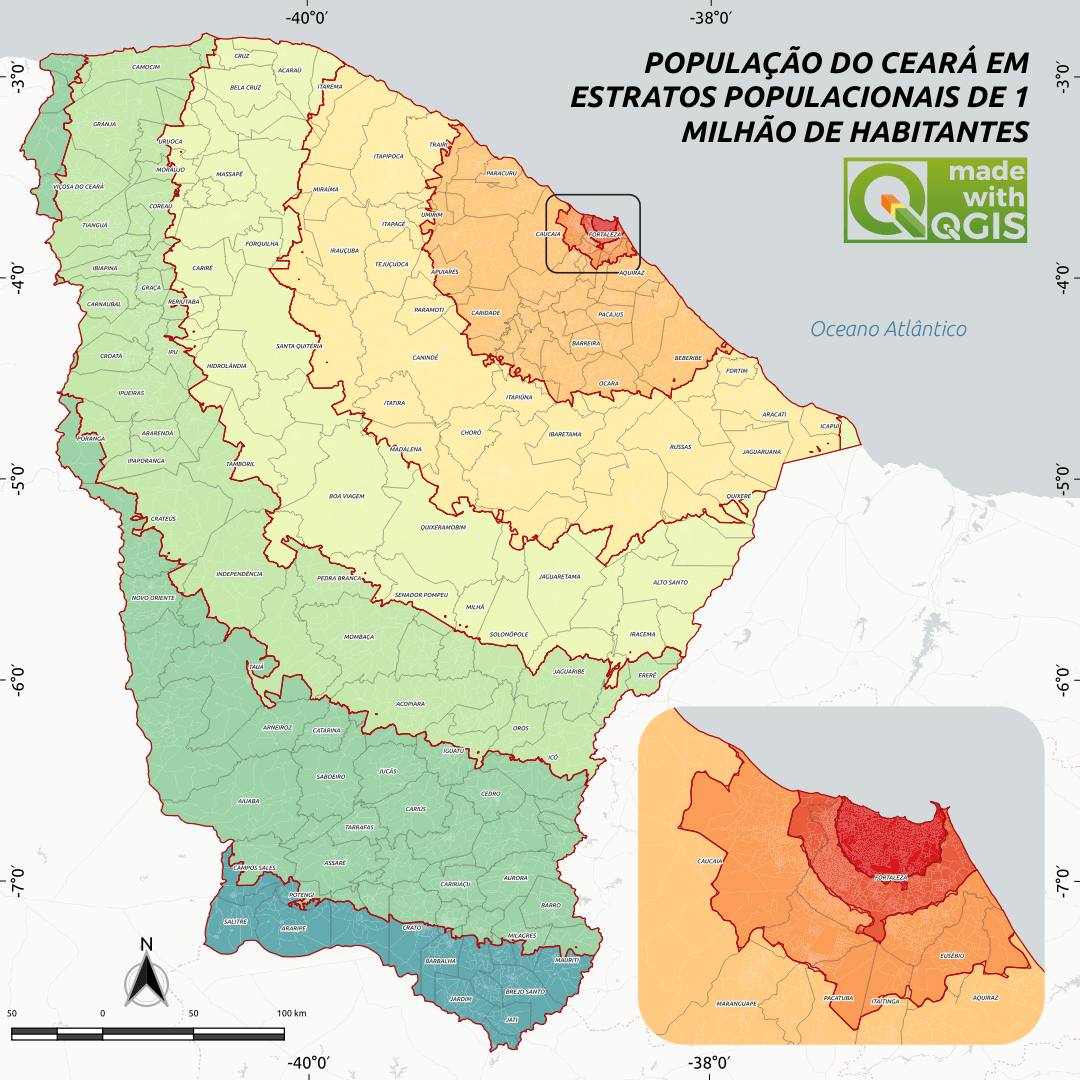 -40°0′
-38°0′
-3°0′
-3°0′
POPULAÇÃO DO CEARÁ EM
ESTRATOS POPULACIONAIS DE 1
MILHÃO DE HABITANTES
made
with
QGIS
CRUZ
ACARAÚ
CAMOCIM
BELA CRUZ
ITAREMA
GRANJA
URUOCA
TRAIRI
ITAPIPOCA
MORAÚJO
MASSAPÊ
PARACURU
VIÇOSA DO CEARÁ
MIRAÍMA
COREAÚ
UMIRIM
TIANGUÁ
ITAPAGÉ
CAUCAIA
FORTALEZA
FORQUILHA
IRAUÇUBA
IBIAPINA
CARIRÉ
TEJUÇUOCA
APUIARÉS
AQUIRAZ
-4°0′
-4°0′
GRAÇA
CARNAUBAL
RERIUTABA
PARAMOTI
CARIDADE
PACAJUS
Oceano Atlântico
SANTA QUITÉRIA
BARREIRA
CROATÁ
IPU
HIDROLÂNDIA
CANINDÉ
BEBERIBE
FORTIM
OCARA
IPUEIRAS
ITATIRA
ITAPIÚNA
ARACATI
ICAPUÍ
PORANGA
ARARENDÁ
CHORÓ
IBARETAMA
RUSSAS
MADALENA
JAGUARUANA
IPAPORANGA
TAMBORIL
-5°0′
-5°0′
BOA VIAGEM
QUIXERÉ
CRATEÚS
QUIXERAMOBIM
INDEPENDÊNCIA
PEDRA BRANCA
JAGUARETAMA
ALTO SANTO
NOVO ORIENTE
SENADOR POMPEU
MILHÃ
MOMBAÇA
SOLONÓPOLE
IRACEMA
TAUÁ
JAGUARIBE
ERERÊ
-6°0′
-6°0′
ACOPIARA
ARNEIROZ
CATARINA
ORÓS
IGUATU
ICÓ
SABOEIRO
JUCÁS
CEDRO
AIUABA
CARIÚS
TARRAFAS
ASSARÉ
CAMPOS SALES
AURORA
CARIRIAÇU
-7°0′
-7°0′
POTENGI
BARRO
SALITRE
ARARIPE
CRATO
MILAGRES
BARBALHA
MAURITI
JARDIM
BREJO SANTO
JATI
CAUCAIA
FORTALEZA
EUSÉBIO
MARANGUAPE
PACATUBA
ITAITINGA
AQUIRAZ
N
50 0 50 100 km
-40°0′
-38°0′